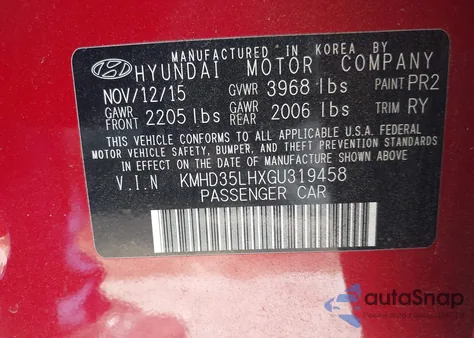 MANUFACTURED IN KOREA BY
HYUNDAI MOTOR COMPANY
NOV/12/15 GVWR 3968 lbs PAINT PR2
GAWR FRONT 2205 lbs GAWR REAR 2006 lbs TRIM RY
THIS VEHICLE CONFORMS TO ALL APPLICABLE U.S.A. FEDERAL
MOTOR VEHICLE SAFETY, BUMPER, AND THEFT PREVENTION STANDARDS
IN EFFECT ON THE DATE OF MANUFACTURE SHOWN ABOVE.
V.I.N KMHD35LHXGU319458
PASSENGER CAR
autoSnap